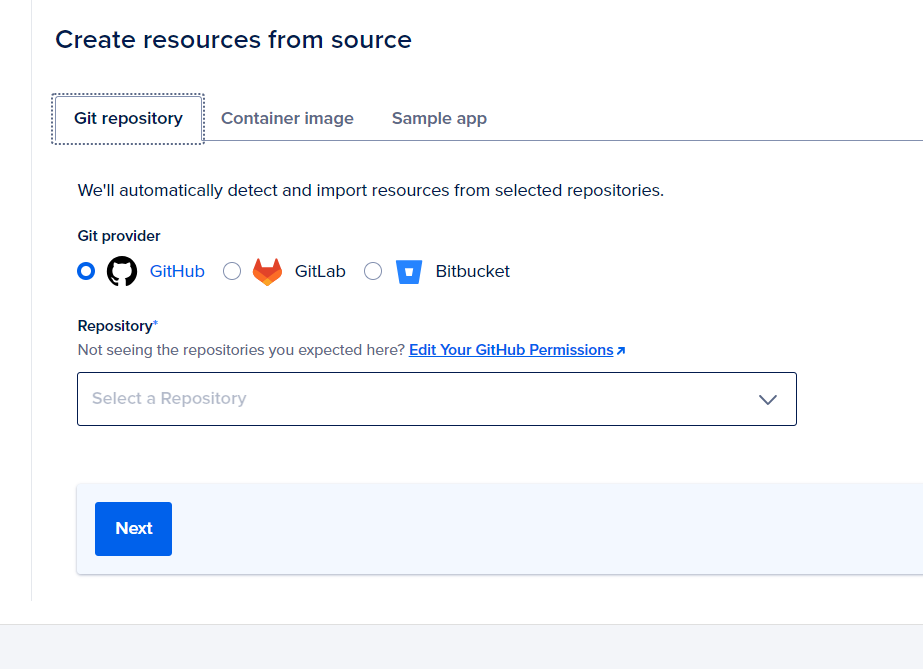 Create resources from source
Git repository Container image Sample app
We'll automatically detect and import resources from selected repositories.
Git provider
GitHub GitLab Bitbucket
Repository*
Not seeing the repositories you expected here? Edit Your GitHub Permissions
Select a Repository
Next